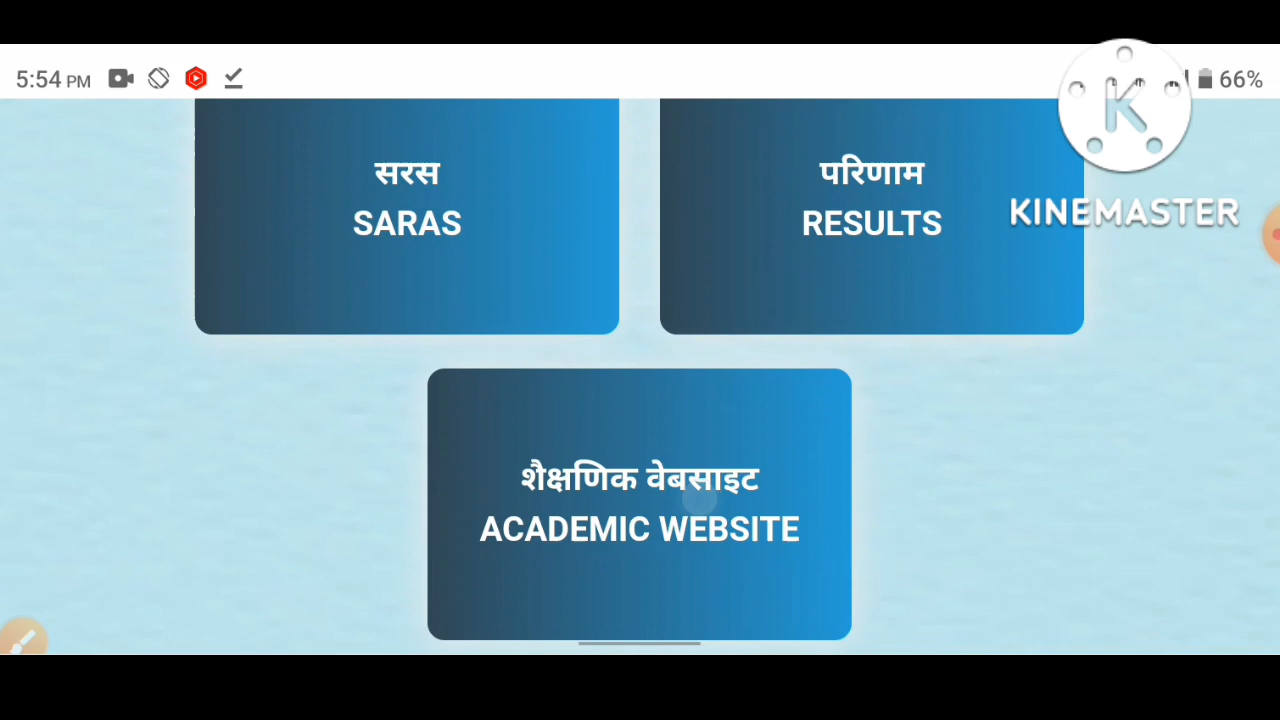 5:54 PM
66%
KINEMASTER
सरस
SARAS
परिणाम
RESULTS
शैक्षणिक वेबसाइट
ACADEMIC WEBSITE